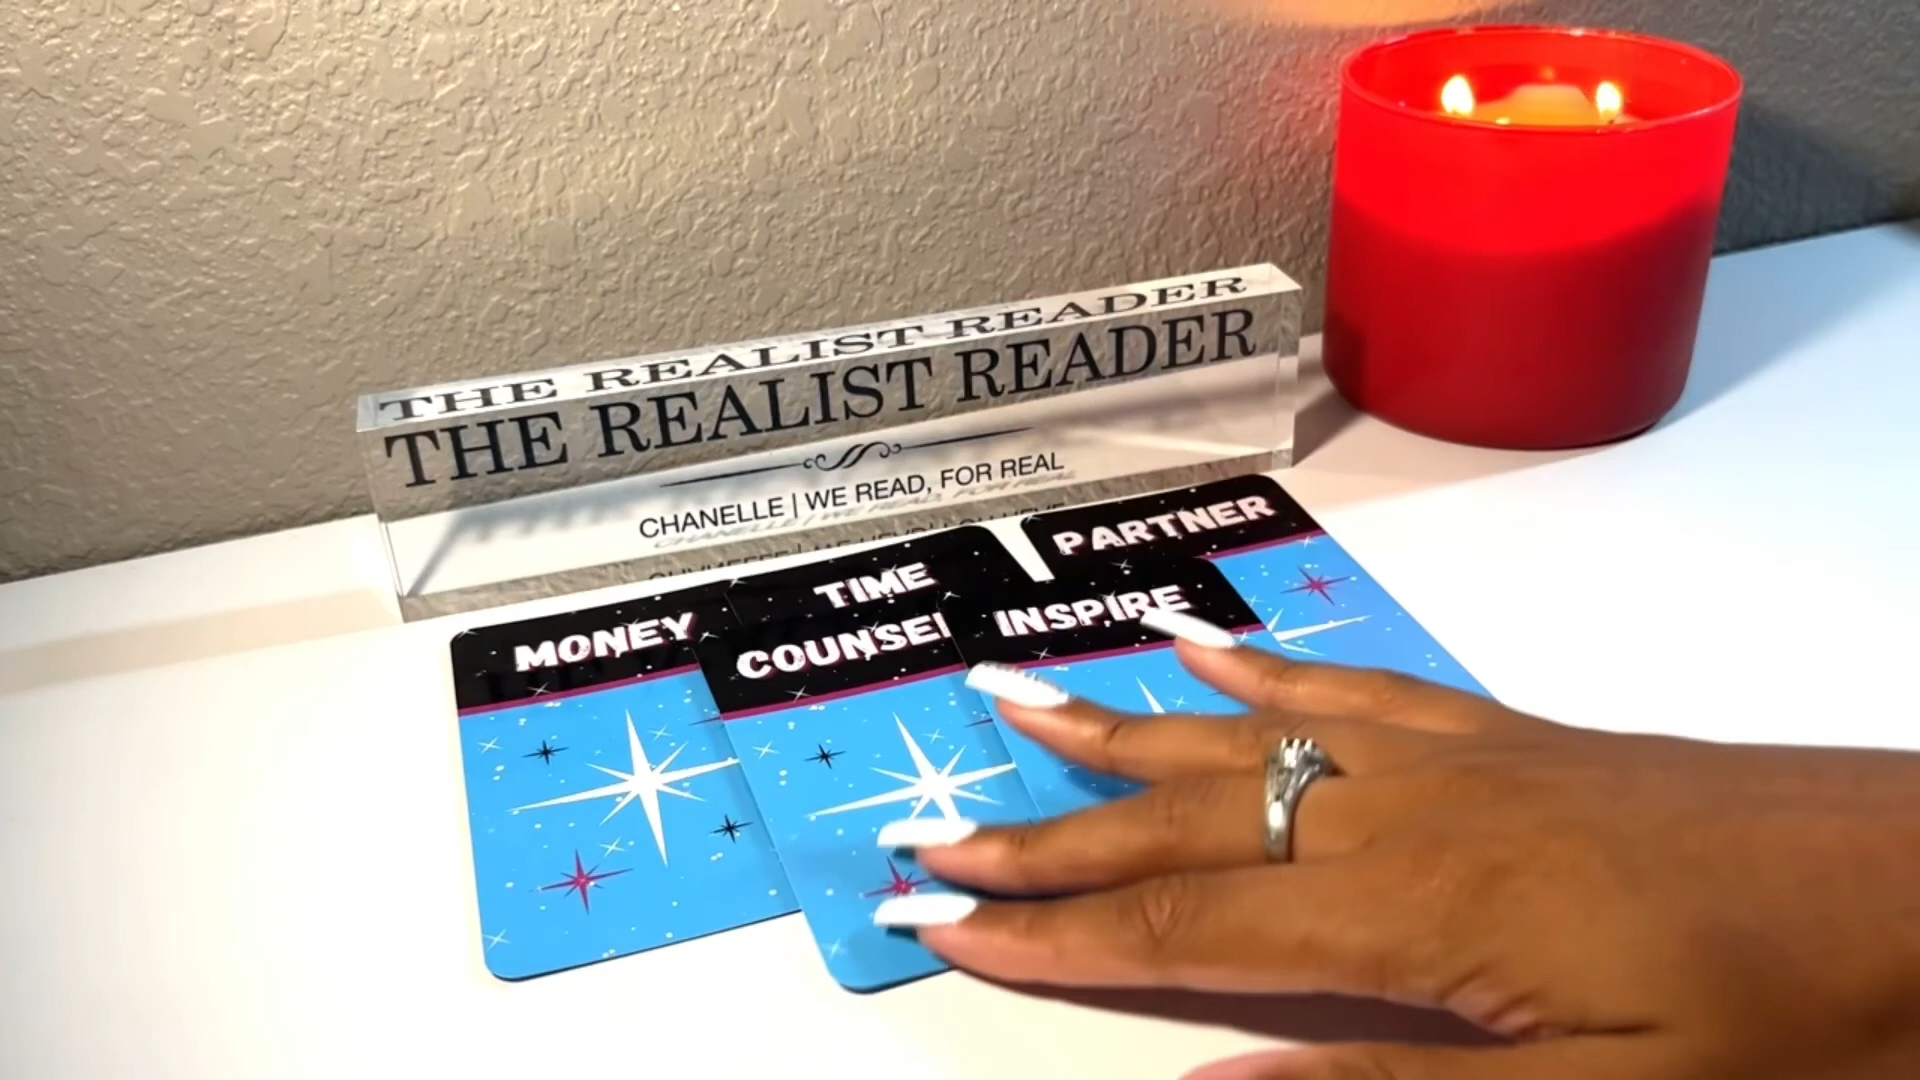 THE REALIST READER
THE REALIST READER
CHANELLE | WE READ, FOR REAL
MONEY
TIME
COUNSEL
INSPIRE
PARTNER